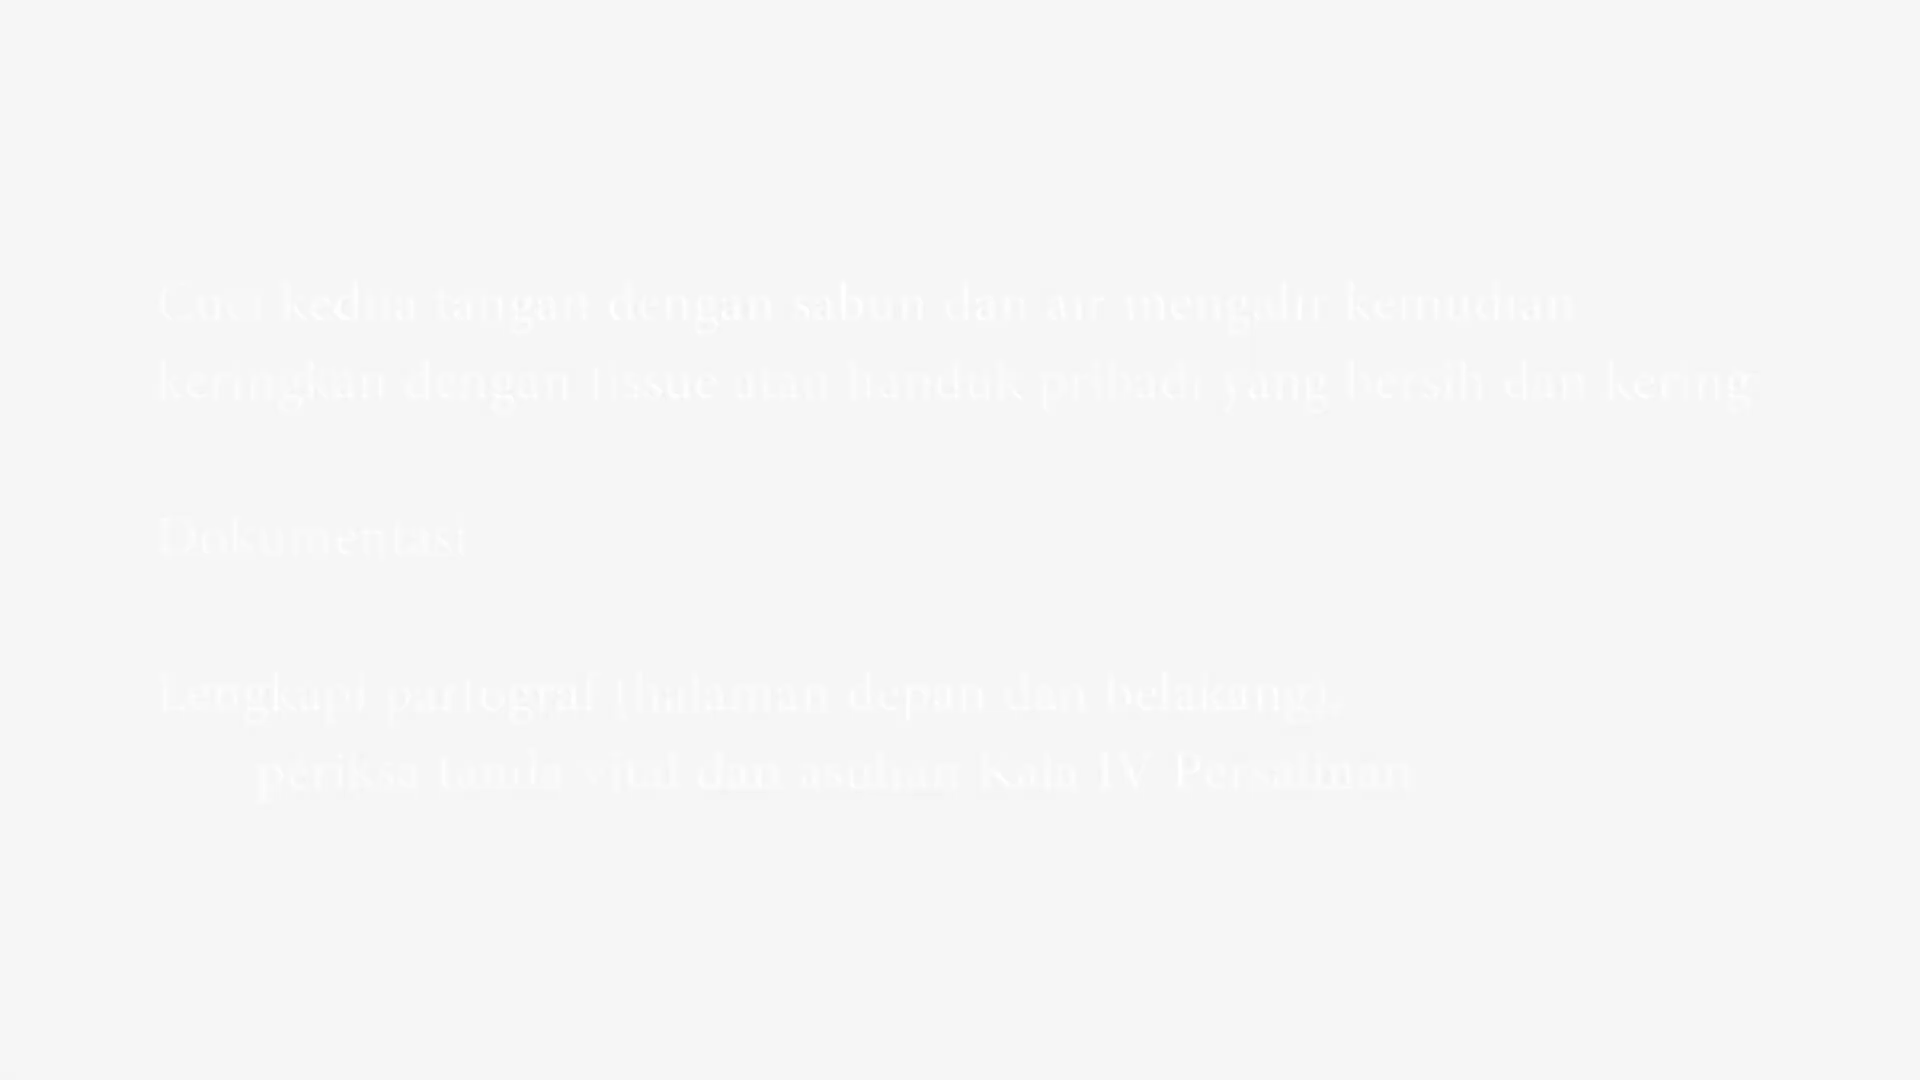 Cuci kedua tangan dengan sabun dan air mengalir kemudian
keringkan dengan tissue atau handuk pribadi yang bersih dan kering
Dokumentasi
Lengkapi partograf (halaman depan dan belakang),
periksa tanda vital dan asuhan Kala IV Persalinan